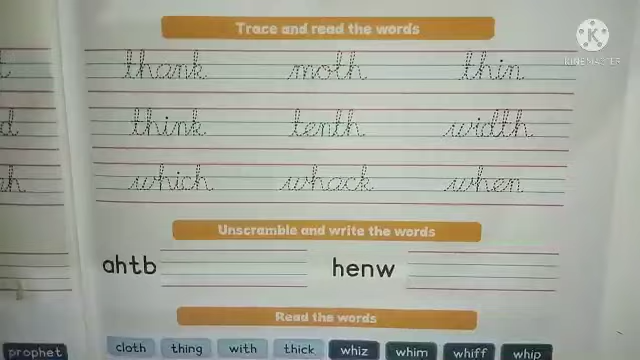 Trace and read the words
KINEMASTER
thank moth thin
think tenth width
which whack when
Unscramble and write the words
ahtb henw
Read the words
prophet cloth thing with thick whiz whim whiff whip